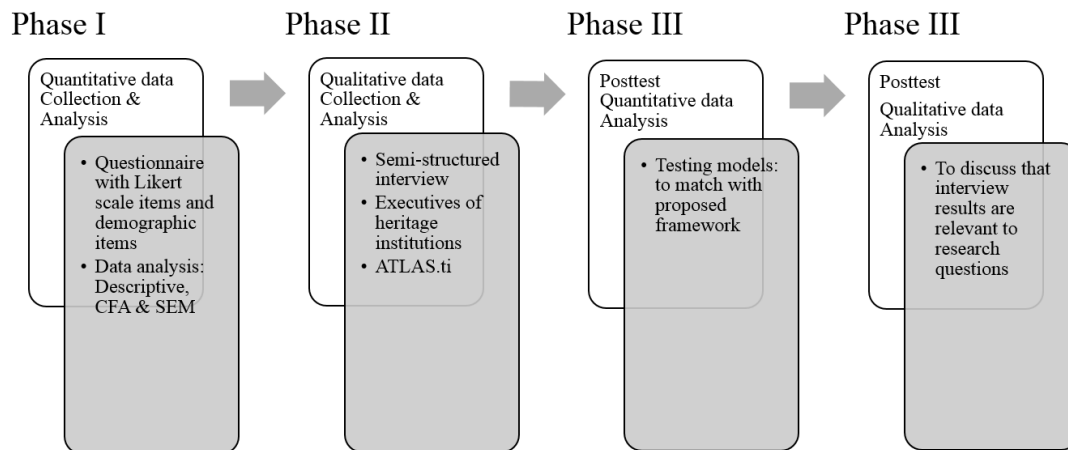 Phase I
Quantitative data
Collection &
Analysis
• Questionnaire
with Likert
scale items and
demographic
items
• Data analysis:
Descriptive,
CFA & SEM
Phase II
Qualitative data
Collection &
Analysis
• Semi-structured
interview
• Executives of
heritage
institutions
• ATLAS.ti
Phase III
Posttest
Quantitative data
Analysis
• Testing models:
to match with
proposed
framework
Phase III
Posttest
Qualitative data
Analysis
• To discuss that
interview
results are
relevant to
research
questions